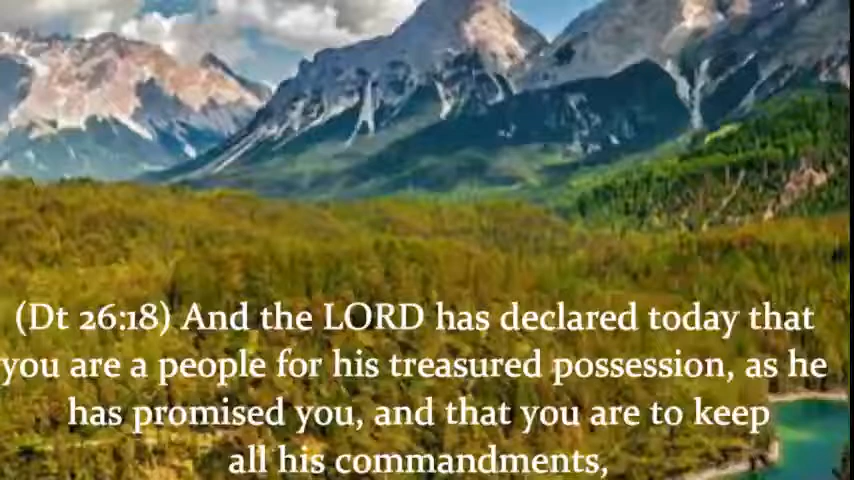 (Dt 26:18) And the LORD has declared today that
you are a people for his treasured possession, as he
has promised you, and that you are to keep
all his commandments,